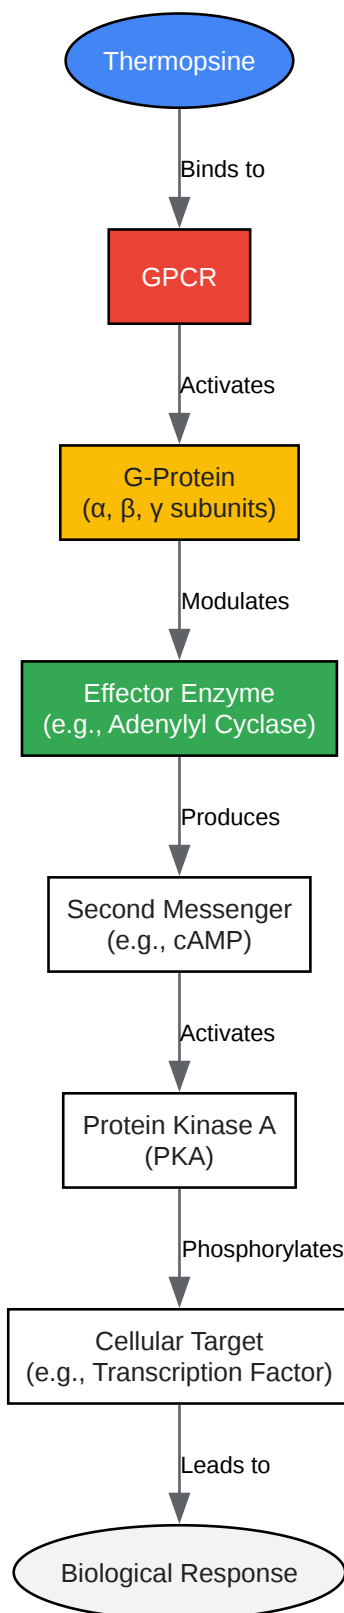 Thermopsine
Binds to
GPCR
Activates
G-Protein
(α, β, γ subunits)
Modulates
Effector Enzyme
(e.g., Adenylyl Cyclase)
Produces
Second Messenger
(e.g., cAMP)
Activates
Protein Kinase A
(PKA)
Phosphorylates
Cellular Target
(e.g., Transcription Factor)
Leads to
Biological Response